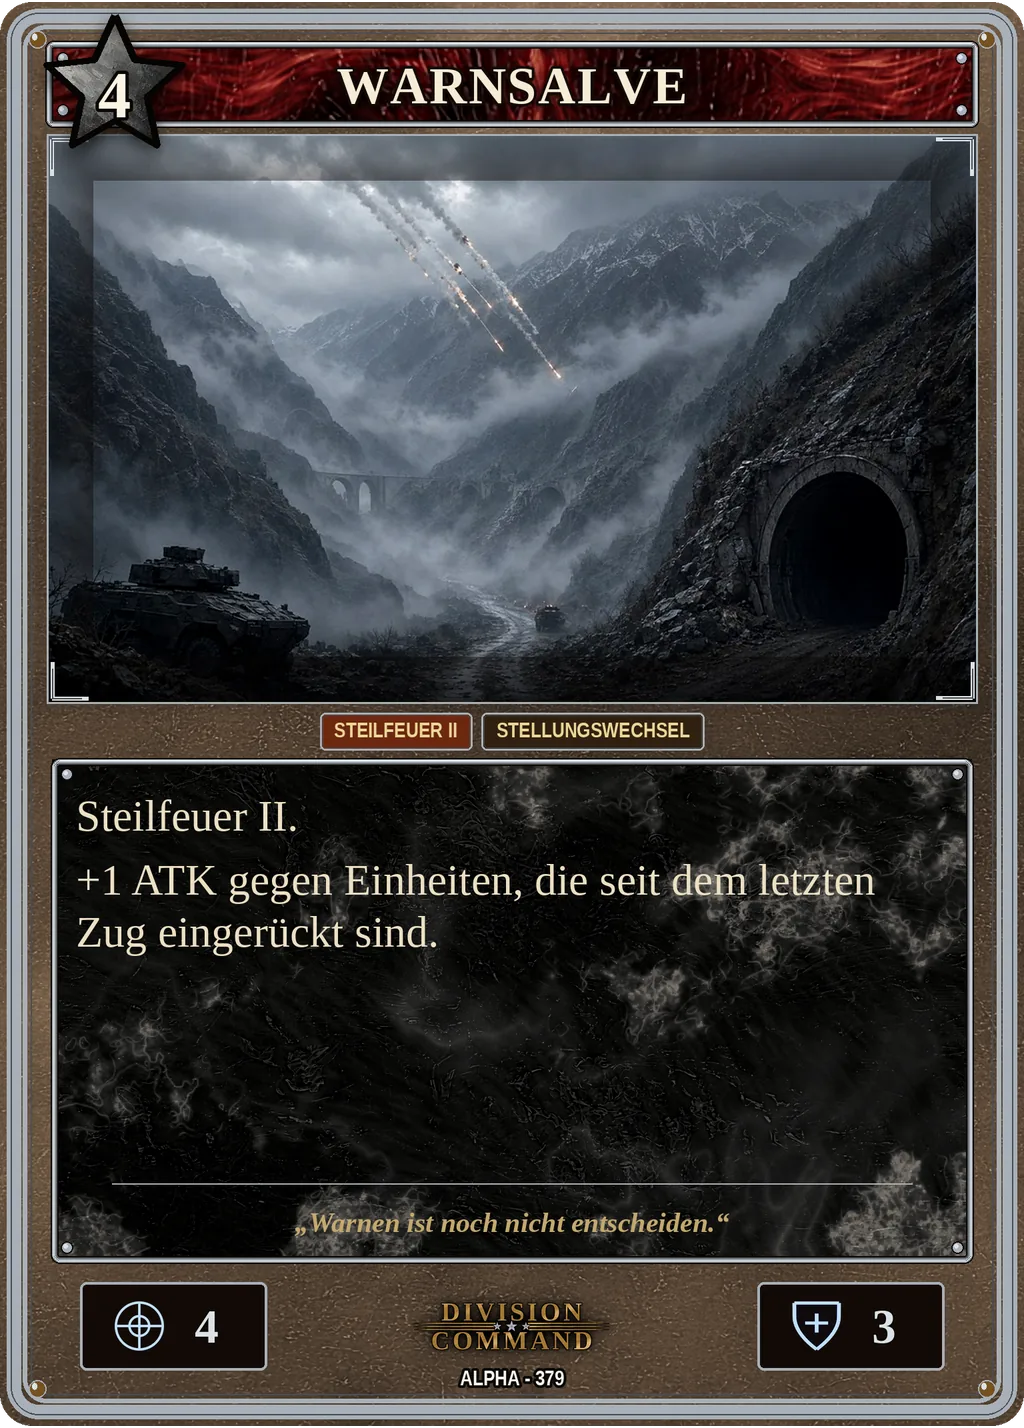 4
WARNSALVE
STEILFEUER II
STELLUNGSWECHSEL
Steilfeuer II.
+1 ATK gegen Einheiten, die seit dem letzten
Zug eingerückt sind.
„Warnen ist noch nicht entscheiden.“
4
DIVISION
COMMAND
ALPHA - 379
3